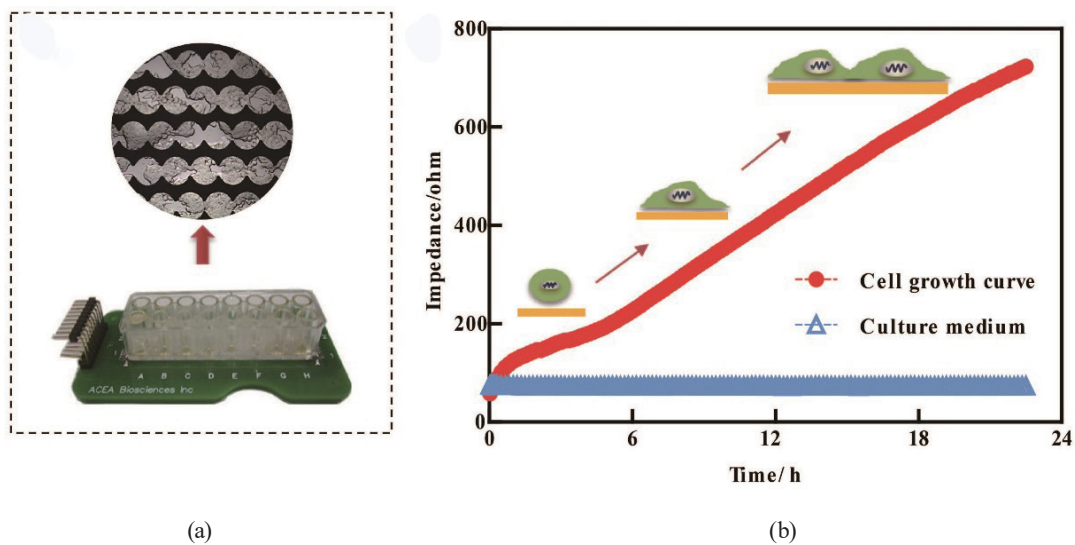 A B C D E F G H
ACEA Biosciences Inc
(a)
(b)
Impedance/ohm
800
600
400
200
0
Cell growth curve
Culture medium
0 6 12 18 24
Time/ h